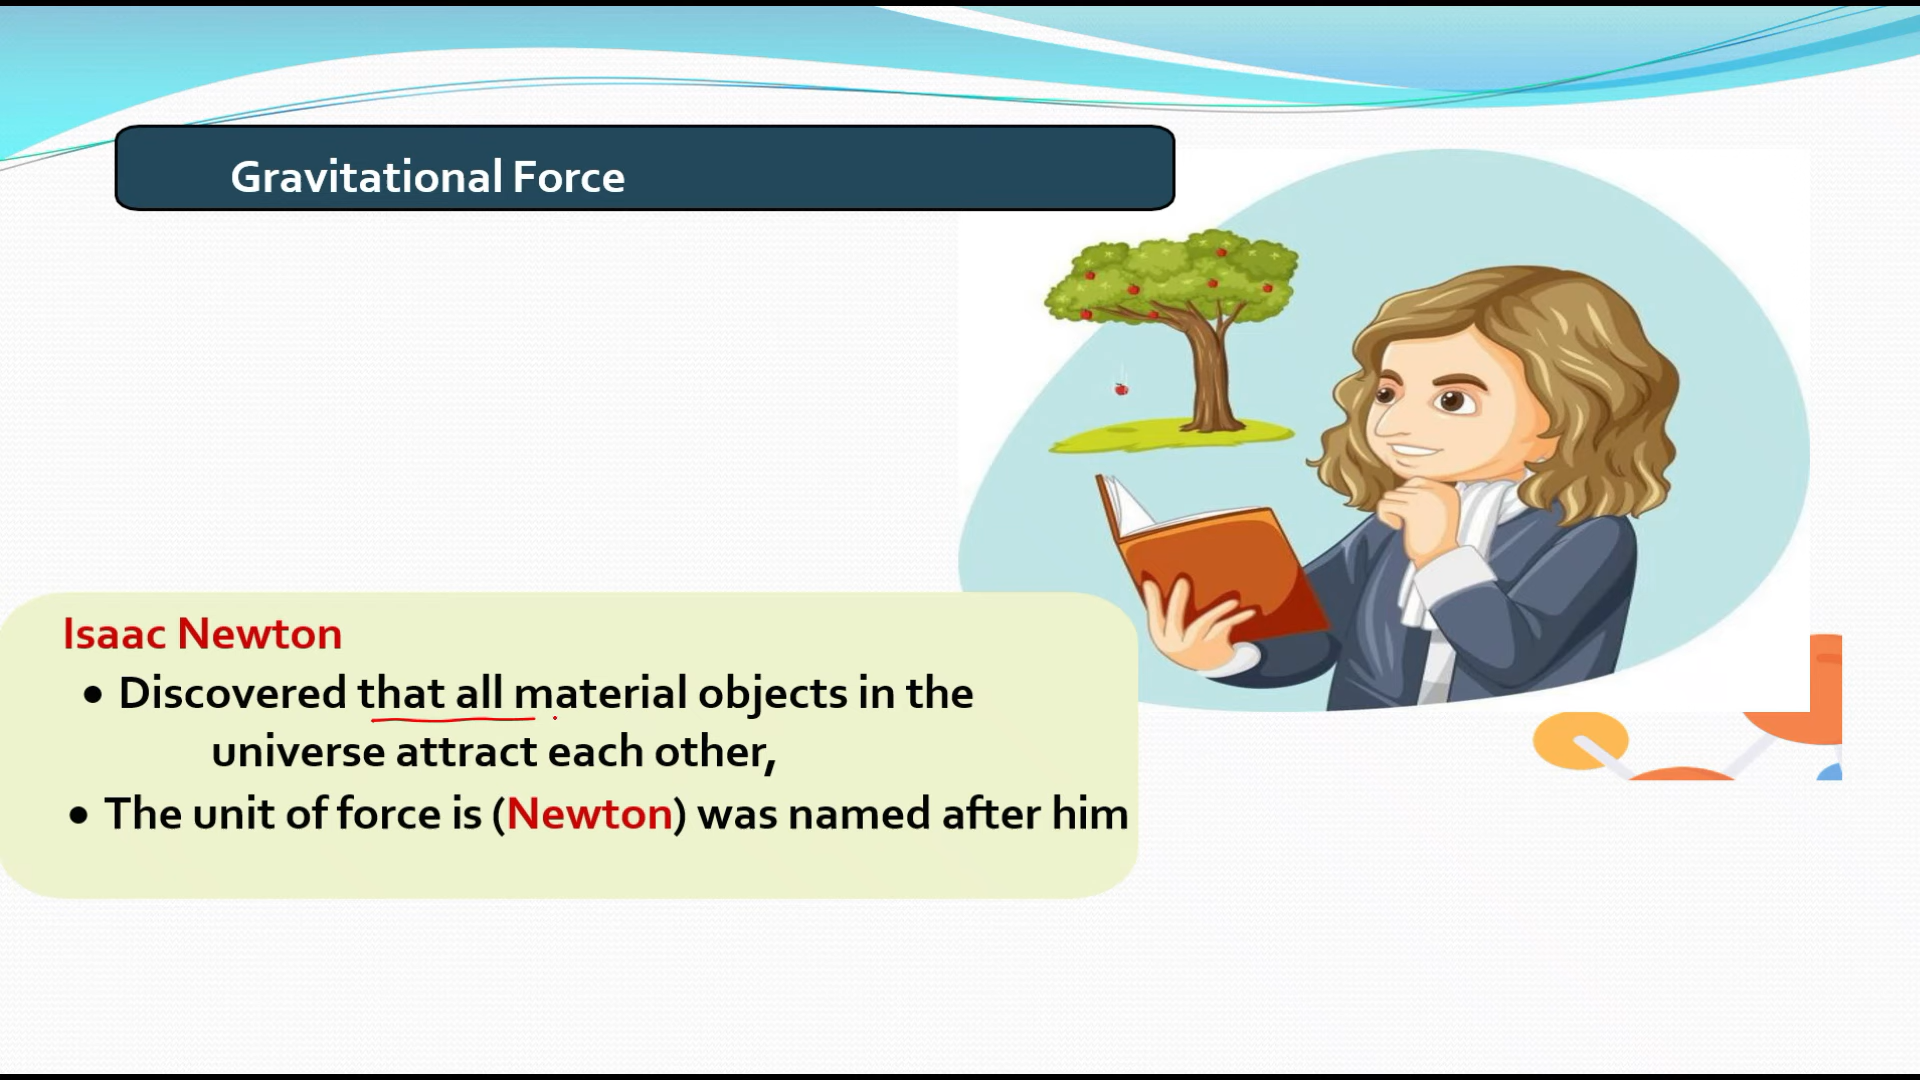 Gravitational Force
Isaac Newton
• Discovered that all material objects in the
universe attract each other,
• The unit of force is (Newton) was named after him